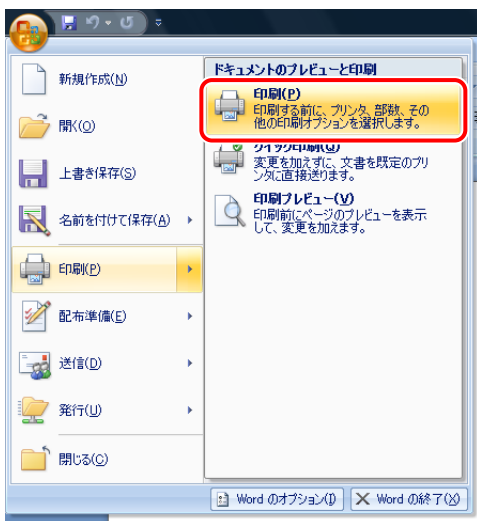 新規作成(N)
開く(O)
上書き保存(S)
名前を付けて保存(A)
印刷(P)
配布準備(E)
送信(D)
発行(U)
閉じる(C)
ドキュメントのプレビューと印刷
印刷(P)
印刷する前に、プリンタ、部数、その
他の印刷オプションを選択します。
クイック印刷(Q)
変更を加えずに、文書を既定のプリ
ンタに直接送ります。
印刷プレビュー(V)
印刷前にページのプレビューを表示
して、変更を加えます。
Word のオプション(I)
Word の終了(X)